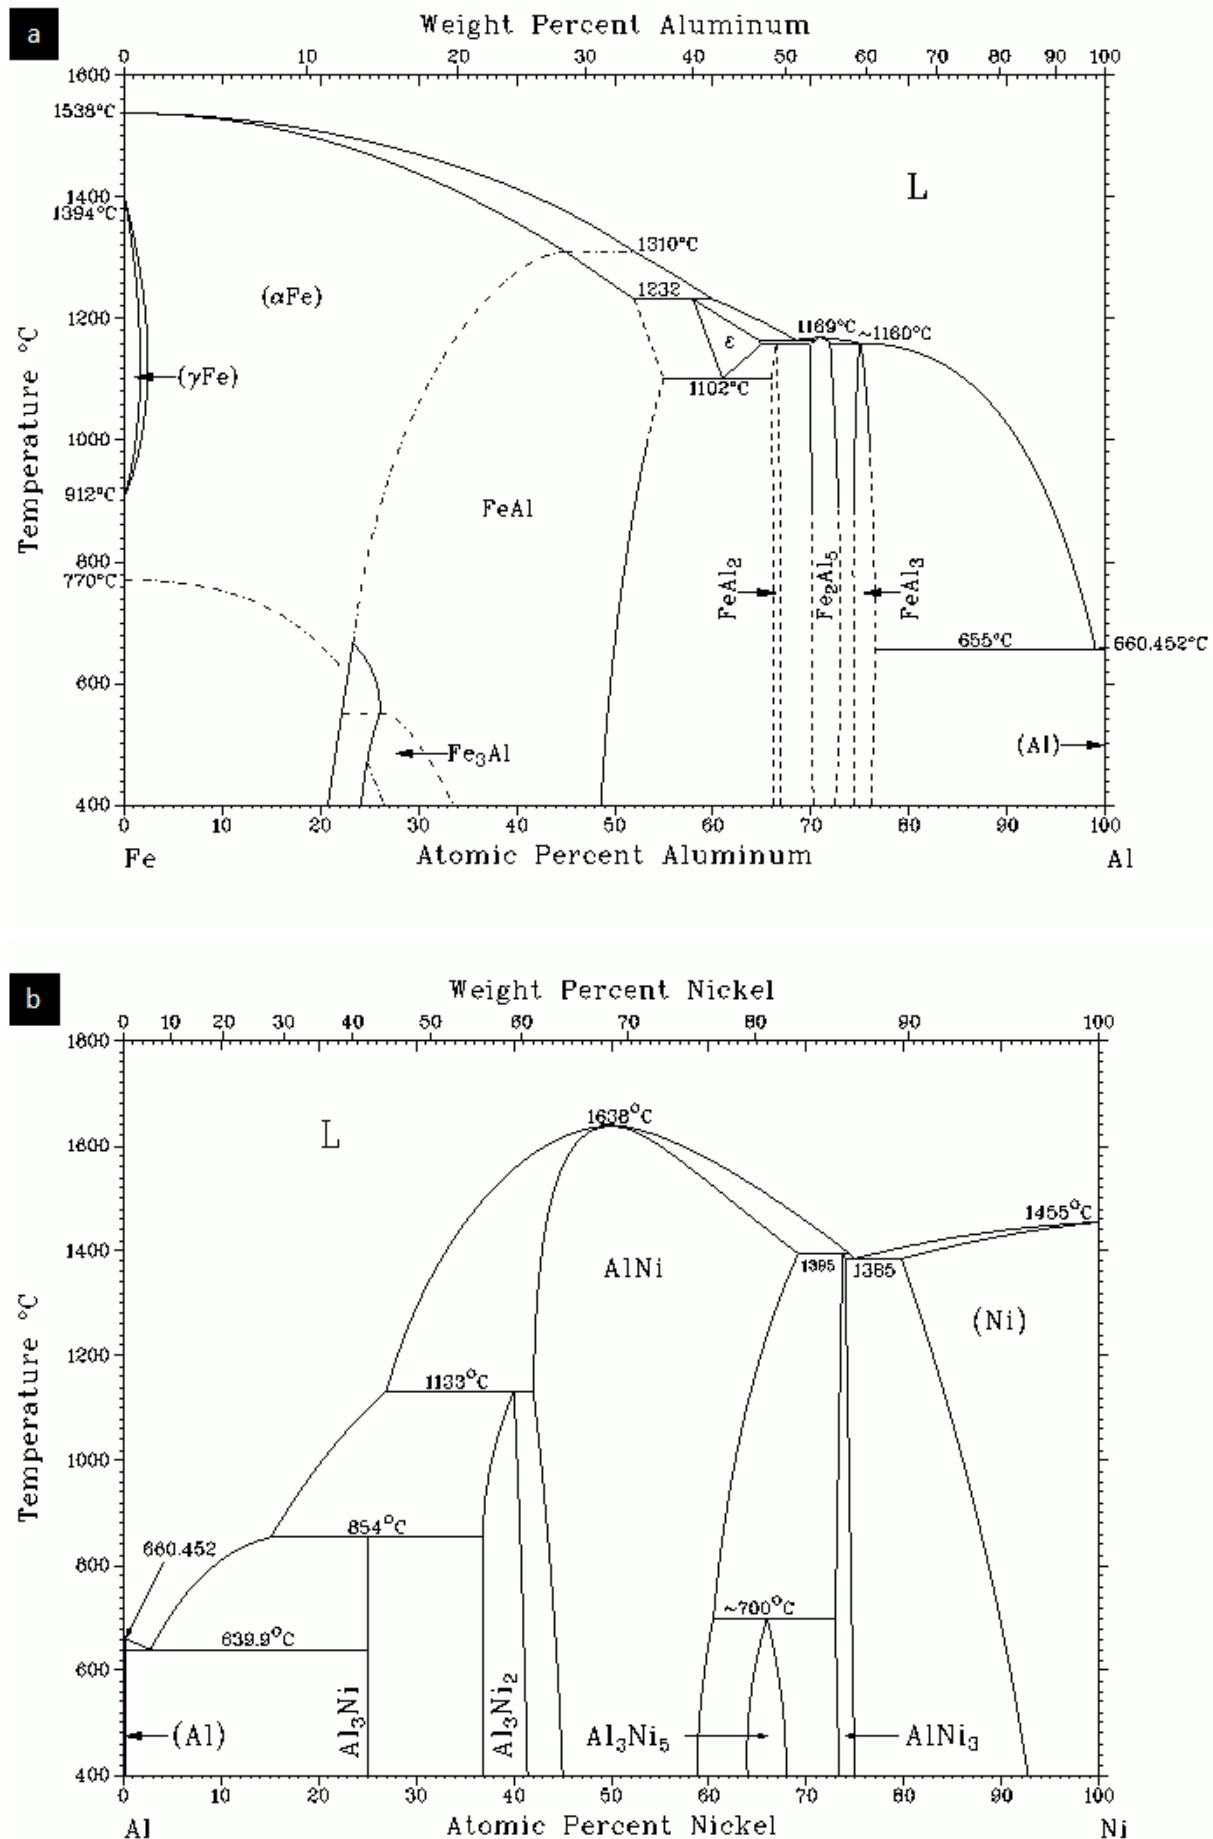 a
Weight Percent Aluminum
0 10 20 30 40 50 60 70 80 90 100
1600
1538°C
1400
1394°C
L
1310°C
(αFe)
1232
1200
1169°C ~1160°C
ε
(γFe)
1102°C
Temperature °C
1000
912°C
FeAl
800
770°C
FeAl₂
Fe₂Al₅
FeAl₃
655°C
660.452°C
600
(Al)
Fe₃Al
400
0 10 20 30 40 50 60 70 80 90 100
Fe Atomic Percent Aluminum Al
b
Weight Percent Nickel
0 10 20 30 40 50 60 70 80 90 100
1800
1638°C
L
1600
1455°C
1400
AlNi
1395
1385
(Ni)
Temperature °C
1200
1133°C
1000
854°C
660.452
800
~700°C
639.9°C
600
(Al)
Al₃Ni
Al₃Ni₂
Al₃Ni₅
AlNi₃
400
0 10 20 30 40 50 60 70 80 90 100
Al Atomic Percent Nickel Ni